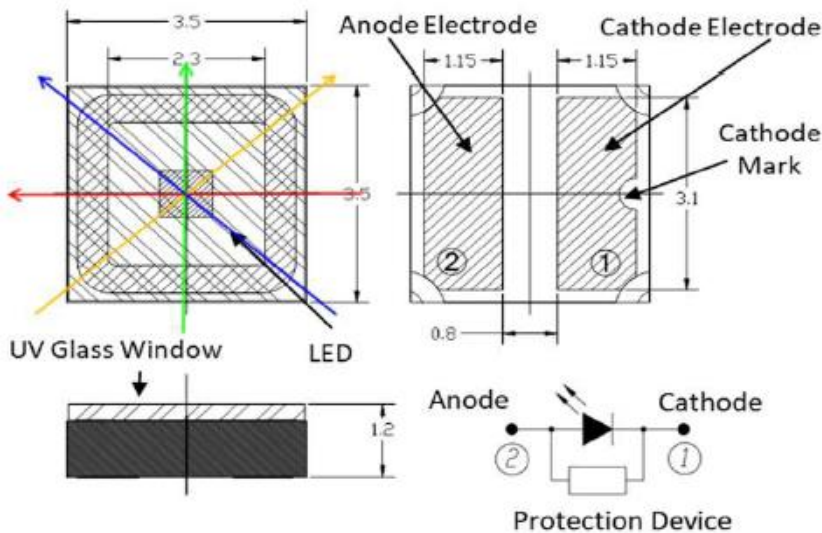 3.5
2.3
3.5
Anode Electrode
Cathode Electrode
1.15
1.15
Cathode
Mark
3.1
2
1
0.8
UV Glass Window
LED
1.2
Anode
Cathode
2
1
Protection Device